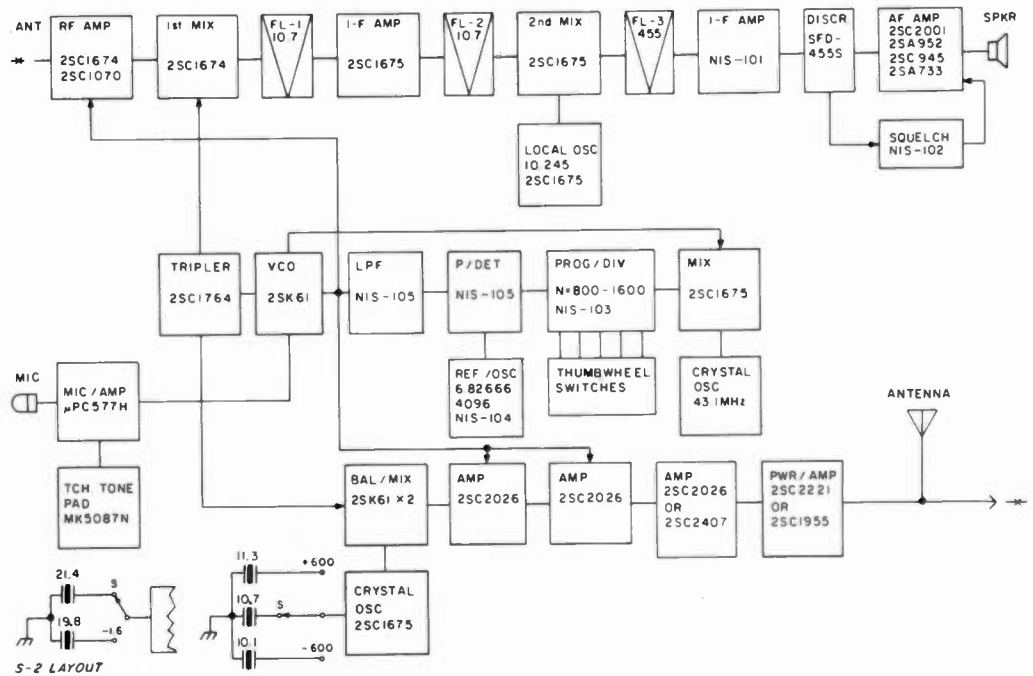 ANT
RF AMP
2SC1674
2SC1070
1st MIX
2SC1674
FL-1
10.7
I-F AMP
2SC1675
FL-2
10.7
2nd MIX
2SC1675
FL-3
455
I-F AMP
NIS-101
DISCR
SFD-
455S
AF AMP
2SC2001
2SA952
2SC945
2SA733
SPKR
LOCAL OSC
10.245
2SC1675
SQUELCH
NIS-102
TRIPLER
2SC1764
VCO
2SK61
LPF
NIS-105
P/DET
NIS-105
PROG/DIV
N=800-1600
NIS-103
MIX
2SC1675
REF/OSC
6.82666
4096
NIS-104
THUMBWHEEL
SWITCHES
CRYSTAL
OSC
43.1MHz
MIC
MIC/AMP
μPC577H
TCH TONE
PAD
MK5087N
ANTENNA
BAL/MIX
2SK61 X 2
AMP
2SC2026
AMP
2SC2026
AMP
2SC2026
OR
2SC2407
PWR/AMP
2SC2221
OR
2SC1955
21.4
S
19.8
-1.6
S-2 LAYOUT
11.3
+600
10.7
S
10.1
-600
CRYSTAL
OSC
2SC1675